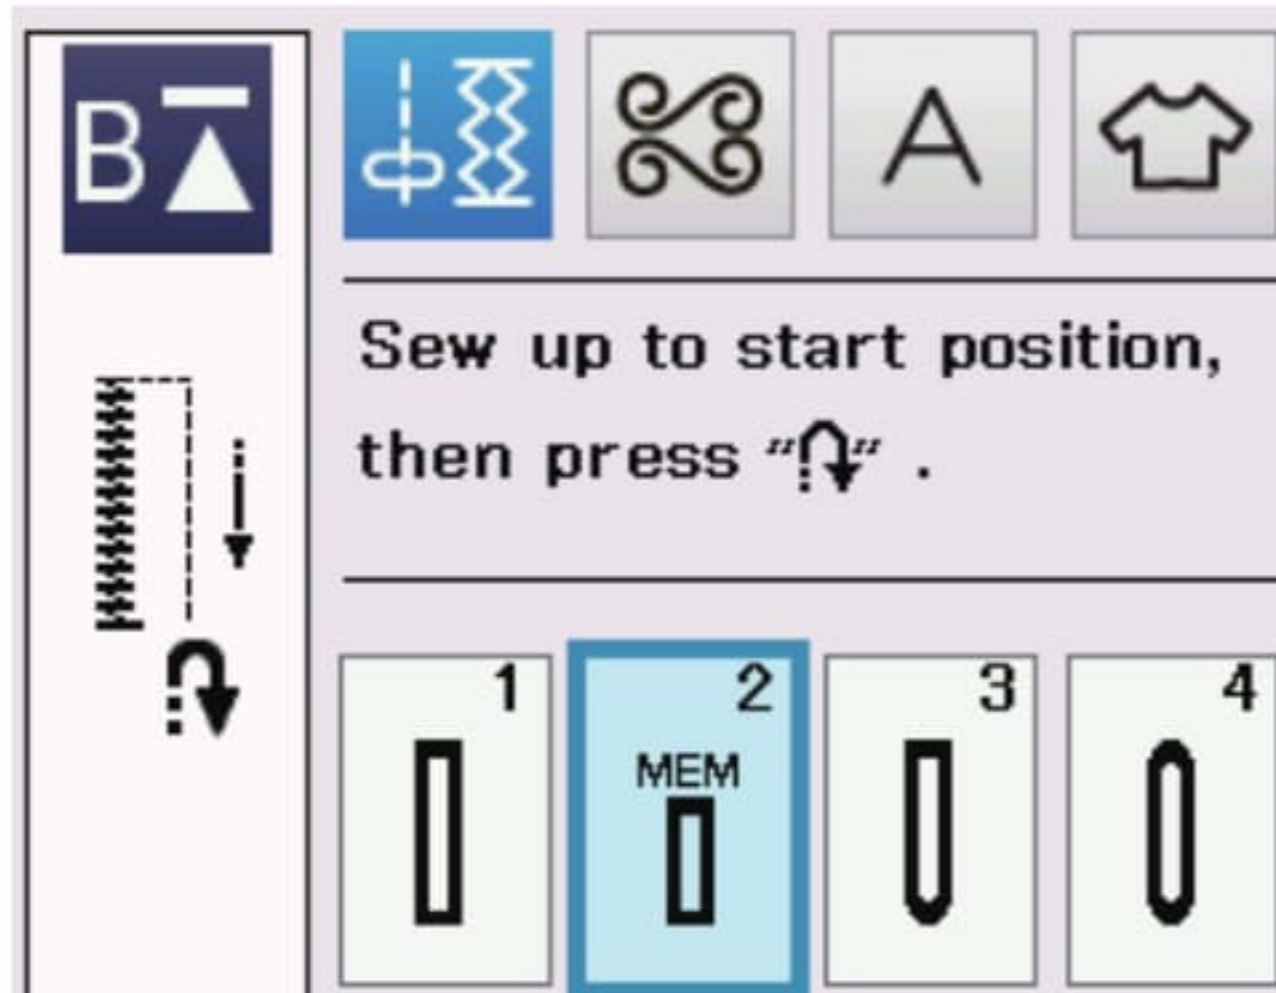 B
A
Sew up to start position,
then press “ ” .
1
2
3
4
MEM